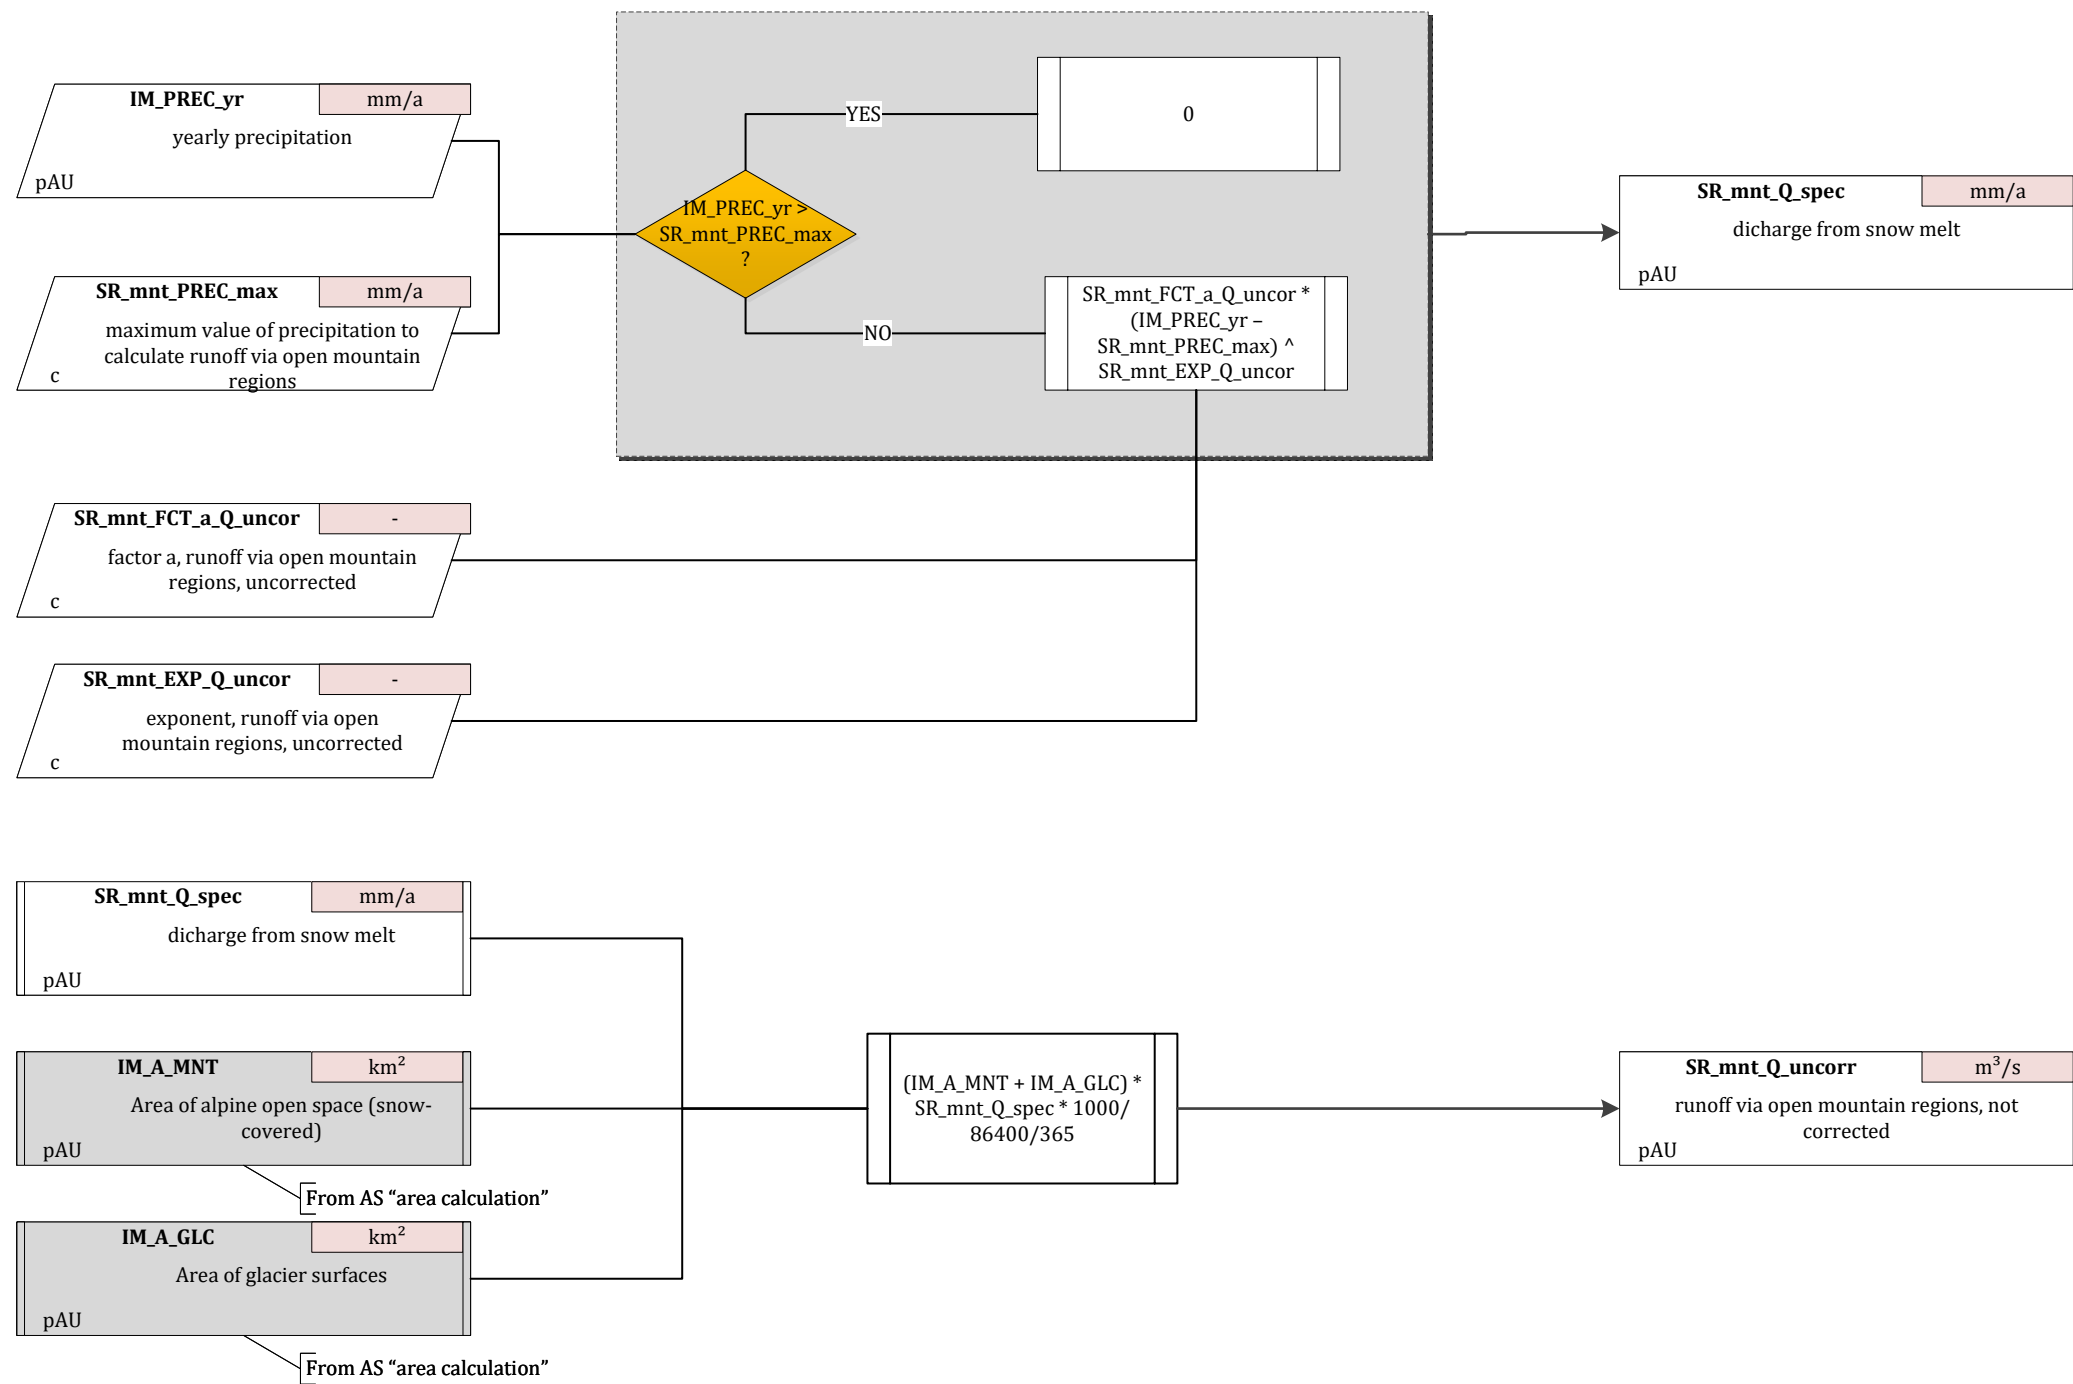 IM_PREC_yr
mm/a
yearly precipitation
pAU
SR_mnt_PREC_max
mm/a
maximum value of precipitation to
calculate runoff via open mountain
regions
c
YES
0
IM_PREC_yr >
SR_mnt_PREC_max
?
NO
SR_mnt_FCT_a_Q_uncor *
(IM_PREC_yr –
SR_mnt_PREC_max) ^
SR_mnt_EXP_Q_uncor
SR_mnt_Q_spec
mm/a
dicharge from snow melt
pAU
SR_mnt_FCT_a_Q_uncor
-
factor a, runoff via open mountain
regions, uncorrected
c
SR_mnt_EXP_Q_uncor
-
exponent, runoff via open
mountain regions, uncorrected
c
SR_mnt_Q_spec
mm/a
dicharge from snow melt
pAU
IM_A_MNT
km²
Area of alpine open space (snow-
covered)
pAU
From AS “area calculation”
IM_A_GLC
km²
Area of glacier surfaces
pAU
From AS “area calculation”
(IM_A_MNT + IM_A_GLC) *
SR_mnt_Q_spec * 1000/
86400/365
SR_mnt_Q_uncorr
m³/s
runoff via open mountain regions, not
corrected
pAU